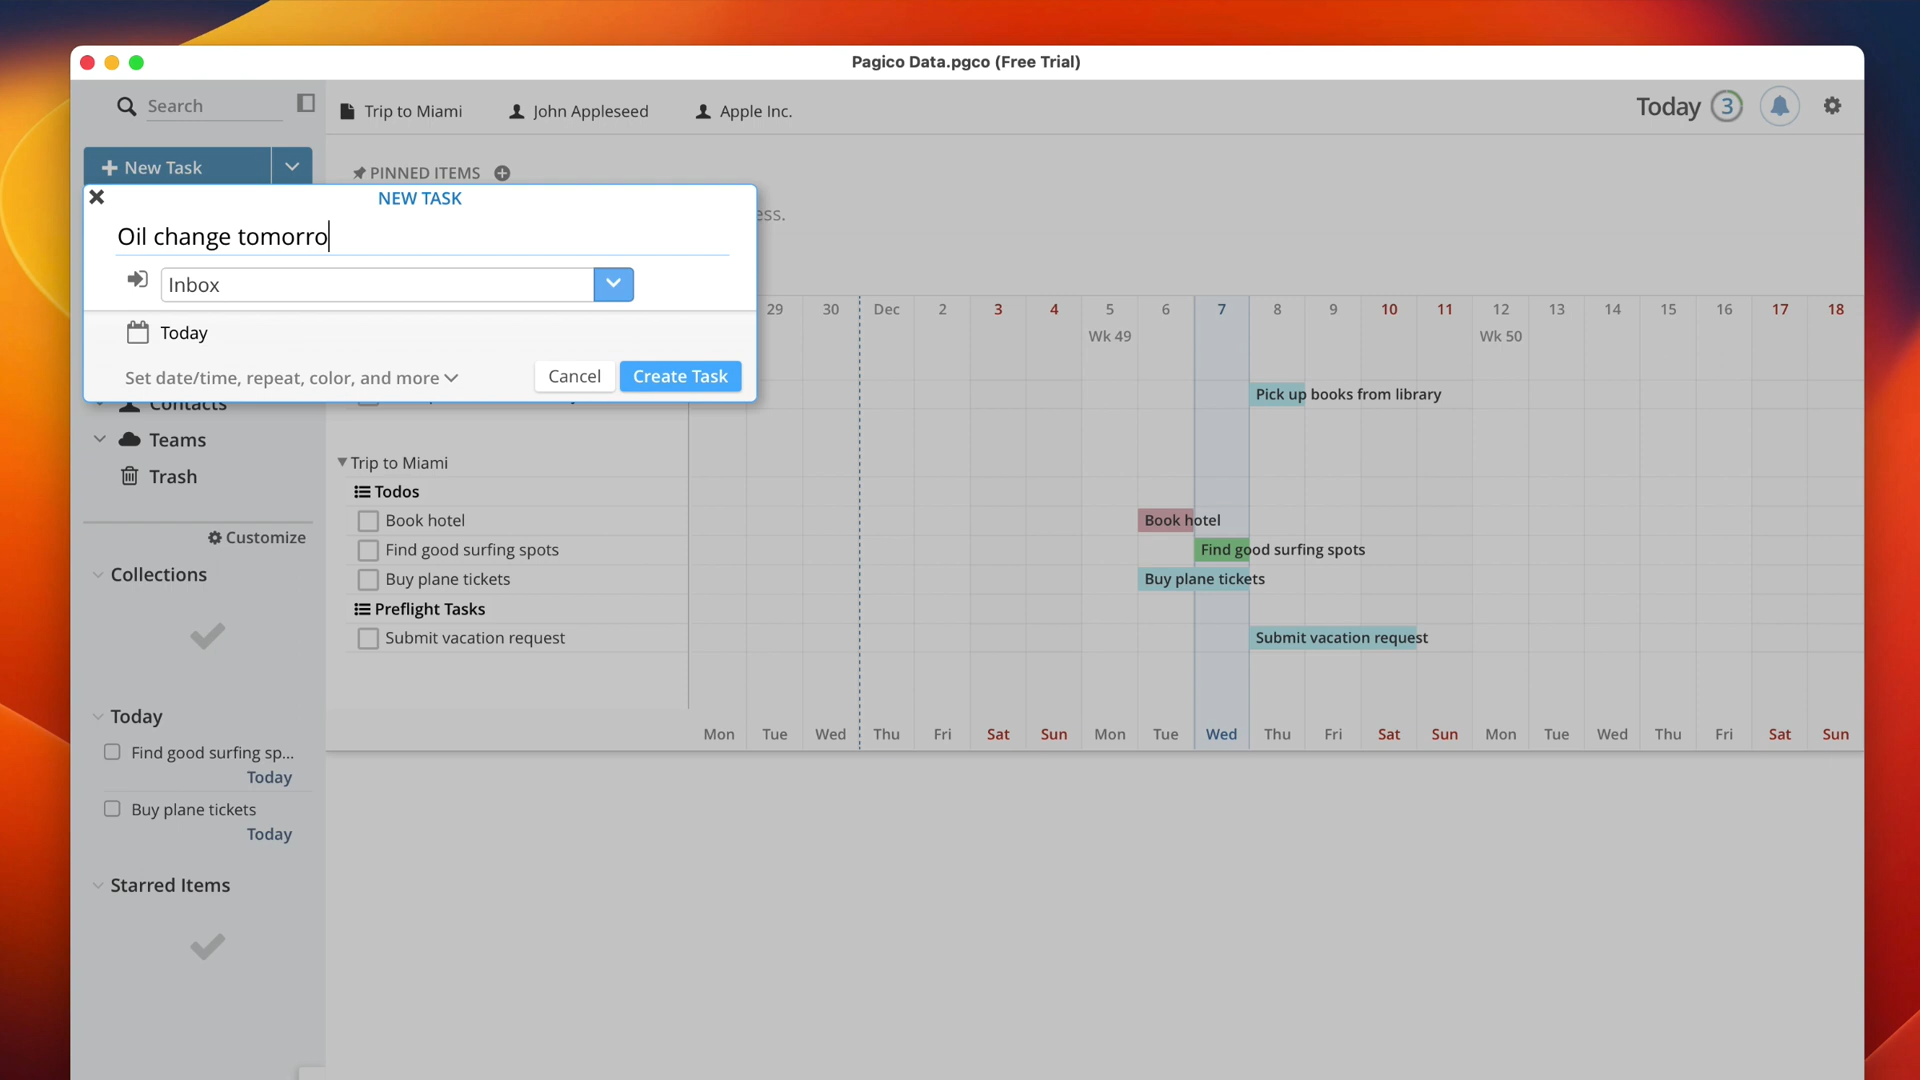 Pagico Data.pgco (Free Trial)
Search
Trip to Miami
John Appleseed
Apple Inc.
Today 3
New Task
PINNED ITEMS
NEW TASK
ess.
Oil change tomorro
Inbox
Today
Set date/time, repeat, color, and more
Cancel
Create Task
29 30 Dec 2 3 4 5 6 7 8 9 10 11 12 13 14 15 16 17 18
Wk 49 Wk 50
Pick up books from library
Contacts
Teams
Trash
Customize
Collections
Today
Find good surfing sp...
Today
Buy plane tickets
Today
Starred Items
Trip to Miami
Todos
Book hotel
Book hotel
Find good surfing spots
Find good surfing spots
Buy plane tickets
Buy plane tickets
Preflight Tasks
Submit vacation request
Submit vacation request
Mon Tue Wed Thu Fri Sat Sun Mon Tue Wed Thu Fri Sat Sun Mon Tue Wed Thu Fri Sat Sun